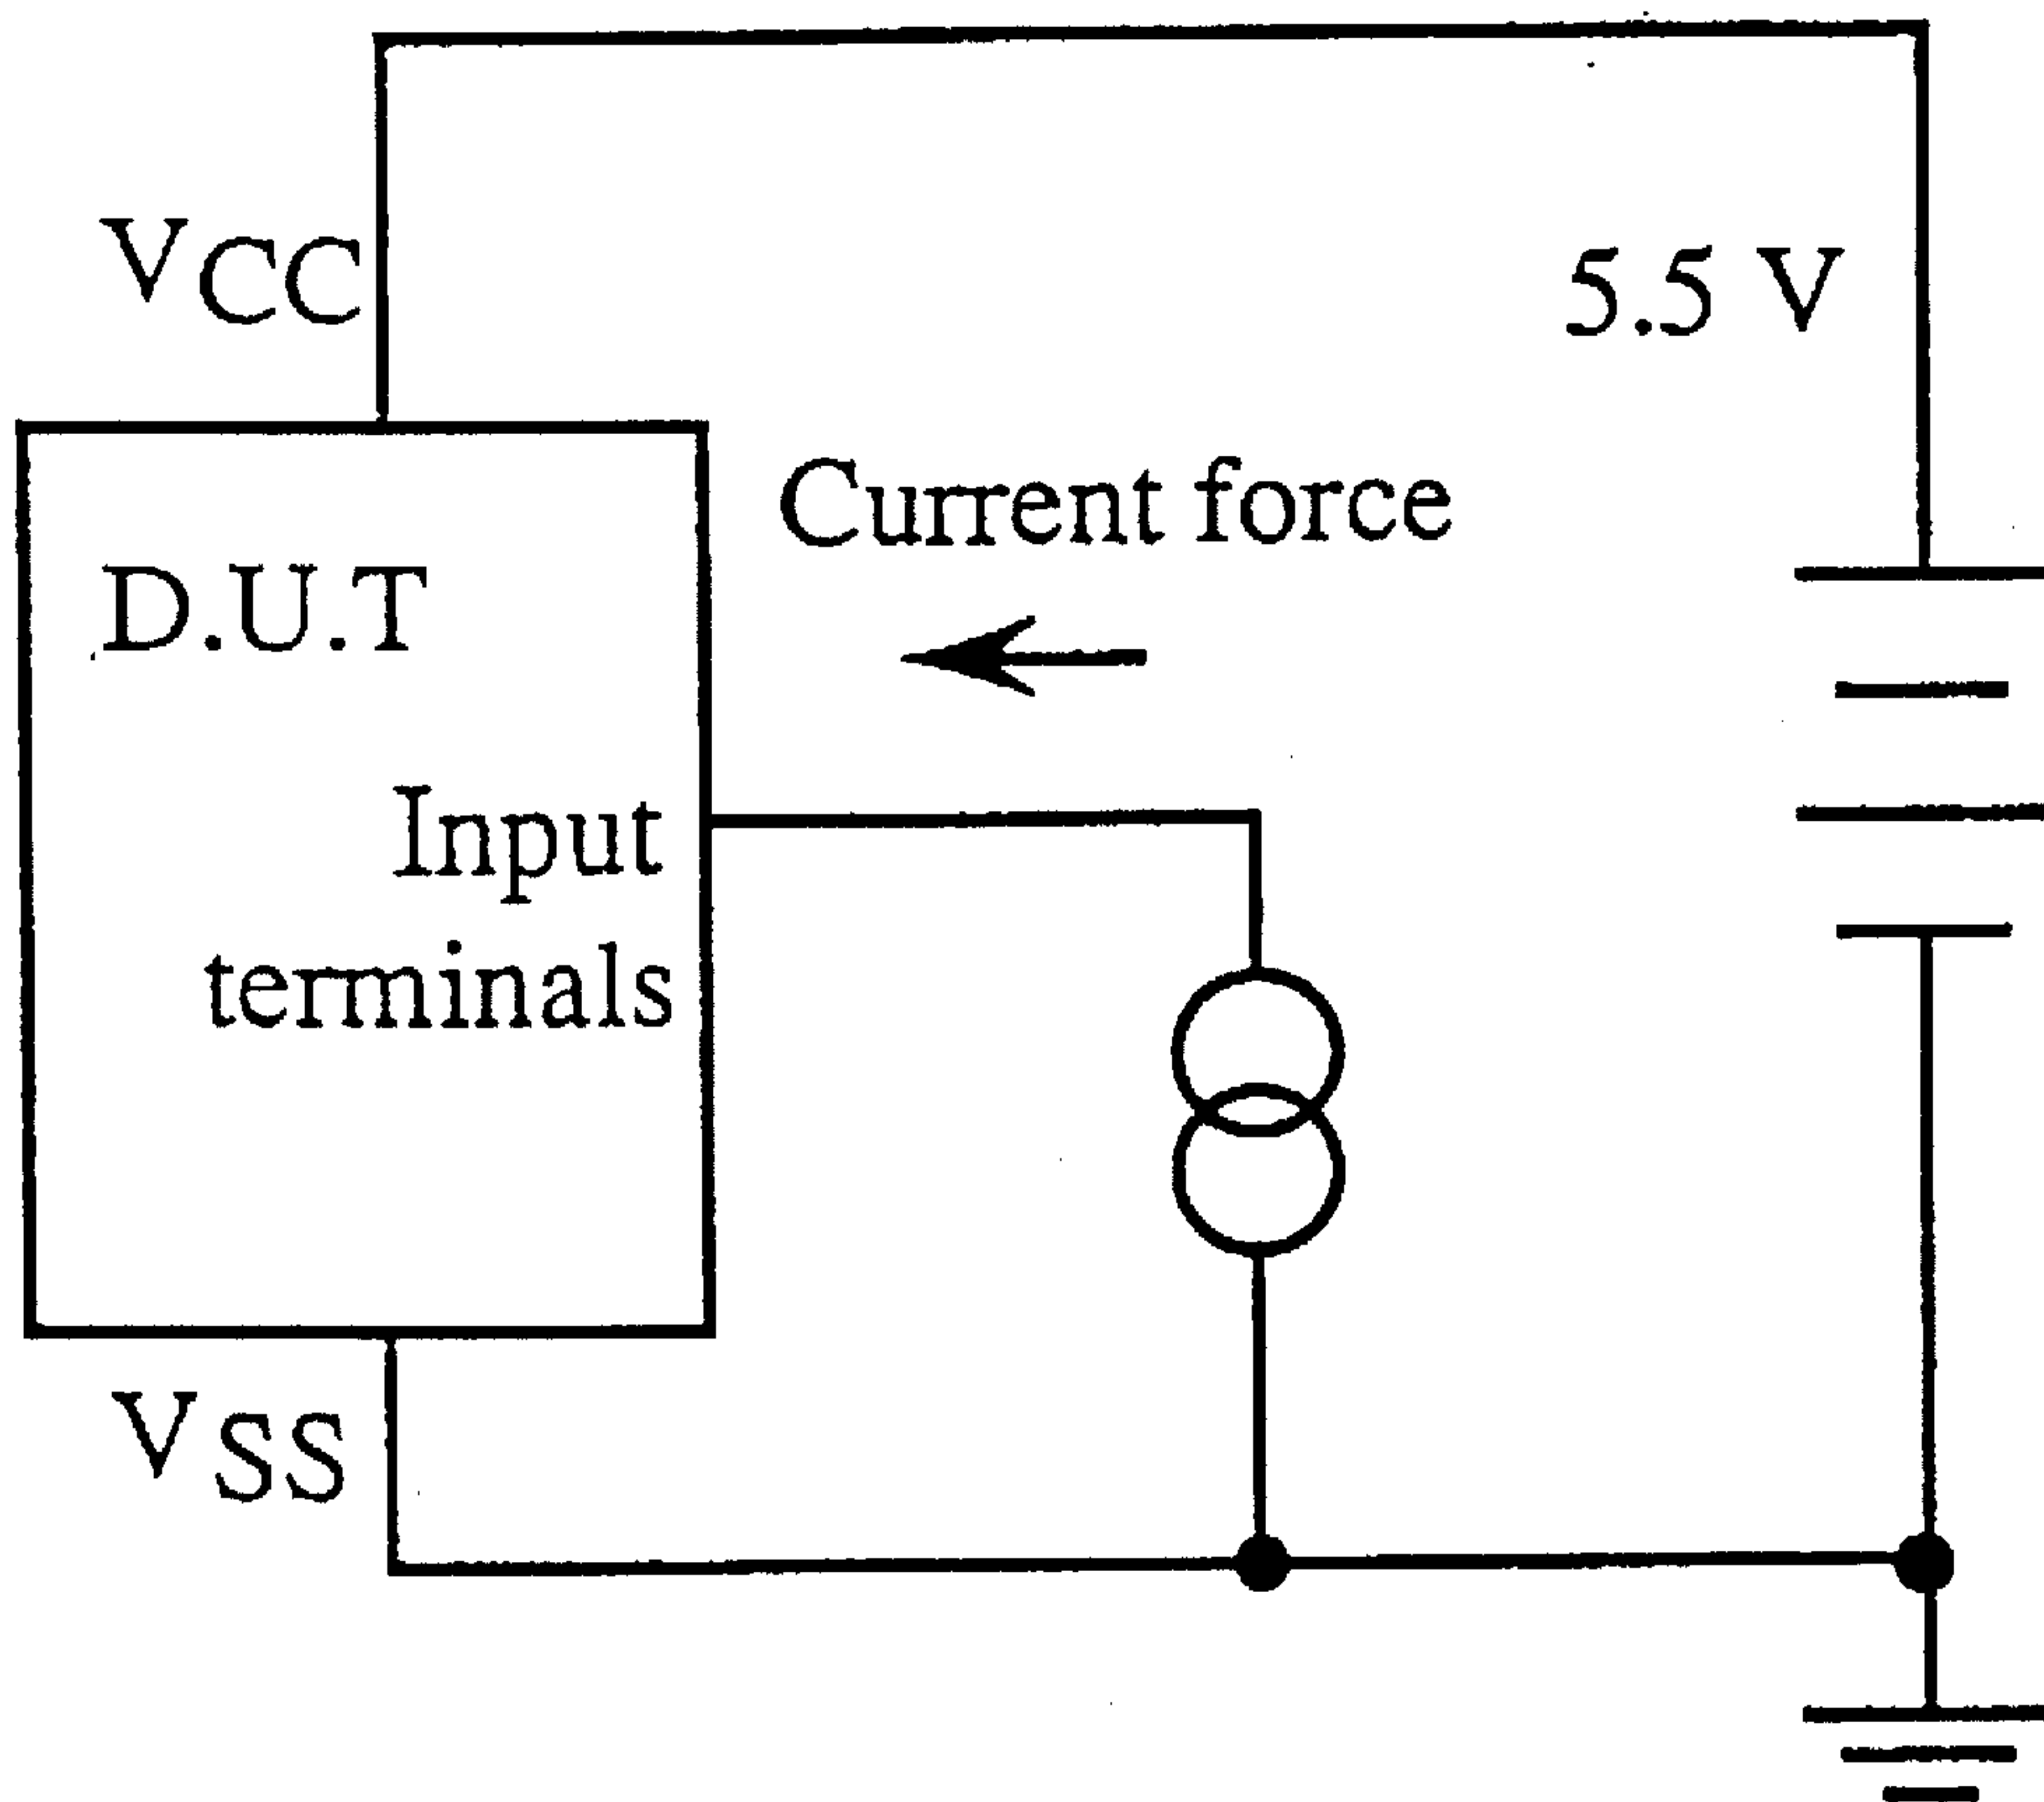 VCC
5.5 V
Current force
D.U.T
Input
terminals
VSS